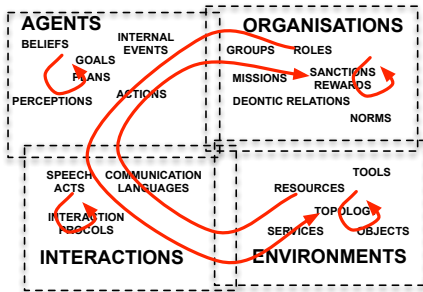 AGENTS
BELIEFS
INTERNAL
EVENTS
GOALS
PLANS
PERCEPTIONS
ACTIONS
ORGANISATIONS
GROUPS
ROLES
MISSIONS
SANCTIONS
REWARDS
DEONTIC RELATIONS
NORMS
SPEECH
ACTS
COMMUNICATION
LANGUAGES
INTERACTION
PROCOLS
INTERACTIONS
TOOLS
RESOURCES
TOPOLOGY
SERVICES
OBJECTS
ENVIRONMENTS